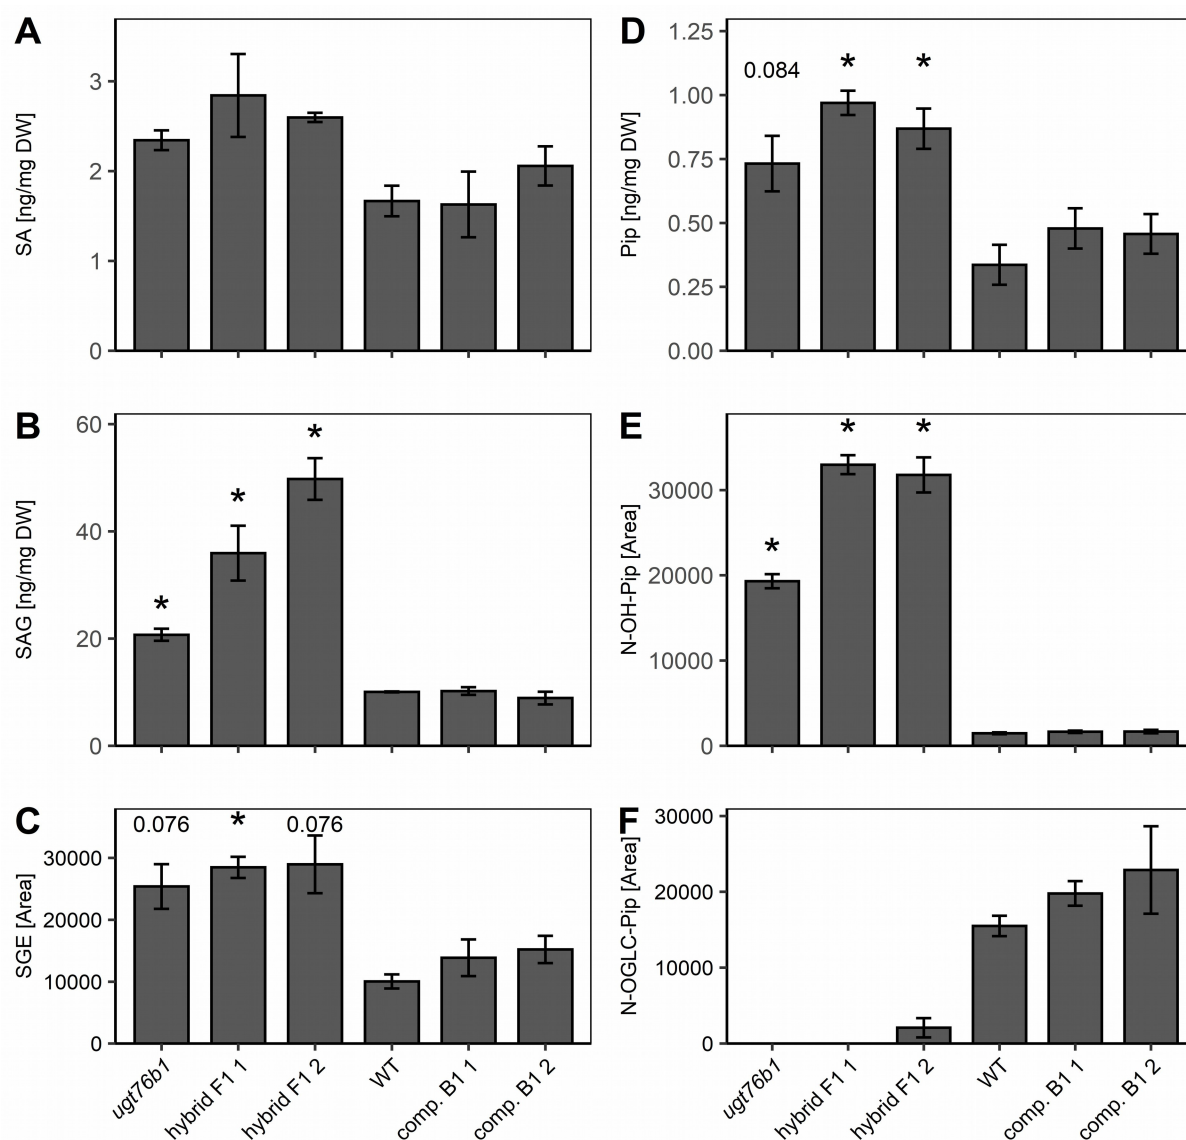 A
SA [ng/mg DW]
3
2
1
0
D
Pip [ng/mg DW]
1.25
1.00
0.75
0.50
0.25
0.00
0.084
*
*
B
SAG [ng/mg DW]
60
40
20
0
*
*
*
E
N-OH-Pip [Area]
30000
20000
10000
0
*
*
*
C
SGE [Area]
30000
20000
10000
0
0.076
*
0.076
ugt76b1
hybrid F1 1
hybrid F1 2
WT
comp. B1 1
comp. B1 2
F
N-OGLC-Pip [Area]
30000
20000
10000
0
ugt76b1
hybrid F1 1
hybrid F1 2
WT
comp. B1 1
comp. B1 2